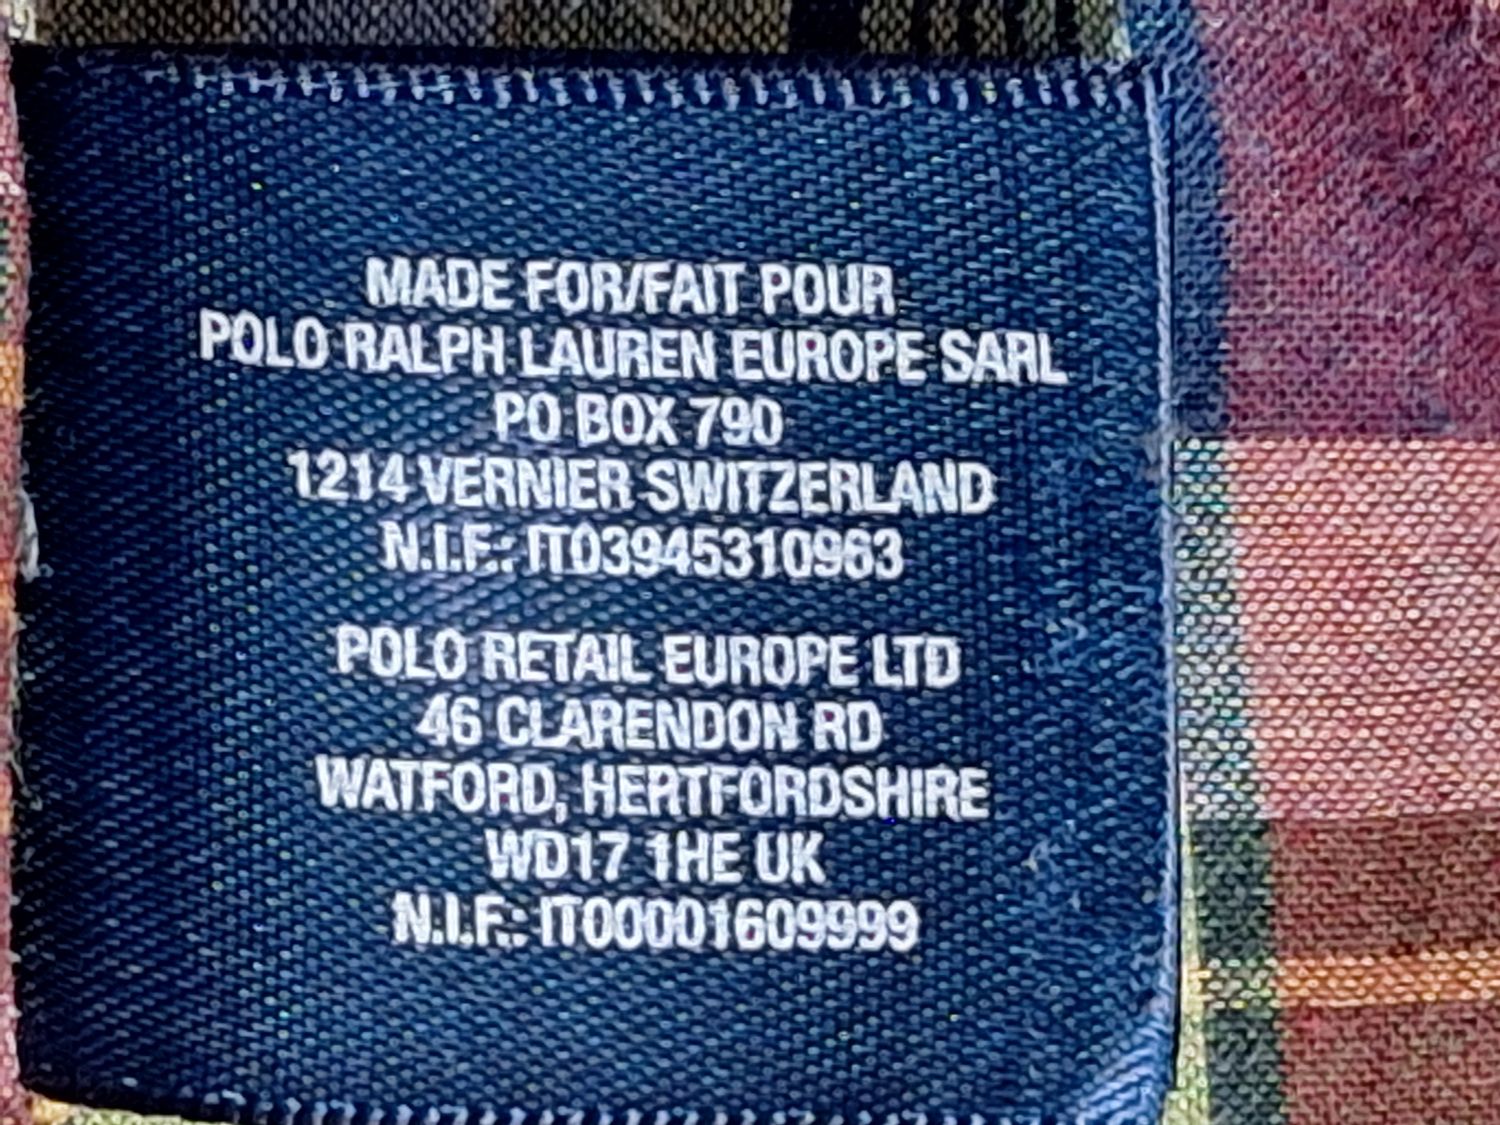 MADE FOR/FAIT POUR
POLO RALPH LAUREN EUROPE SARL
PO BOX 790
1214 VERNIER SWITZERLAND
N.I.F.: IT03945310963
POLO RETAIL EUROPE LTD
46 CLARENDON RD
WATFORD, HERTFORDSHIRE
WD17 1HE UK
N.I.F.: IT00001609999